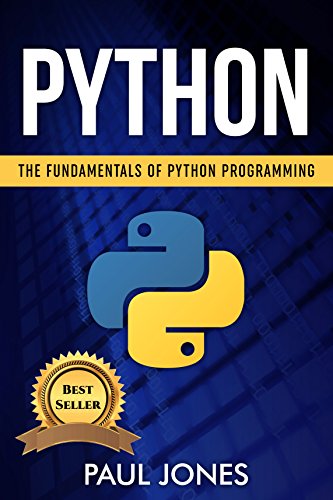 PYTHON
THE FUNDAMENTALS OF PYTHON PROGRAMMING
BEST
SELLER
PAUL JONES